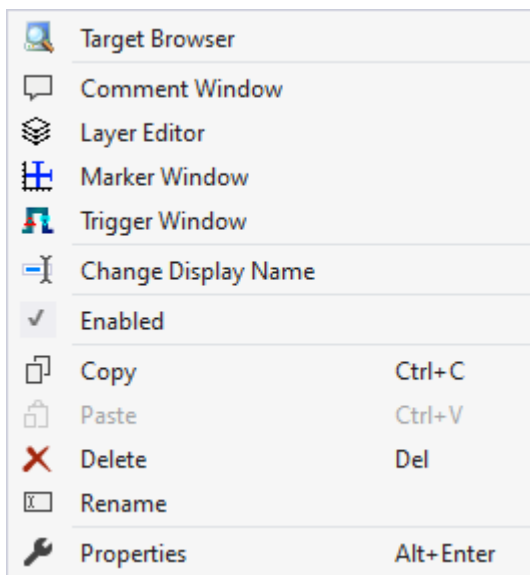 Target Browser
Comment Window
Layer Editor
Marker Window
Trigger Window
Change Display Name
Enabled
Copy Ctrl+C
Paste Ctrl+V
Delete Del
Rename
Properties Alt+Enter